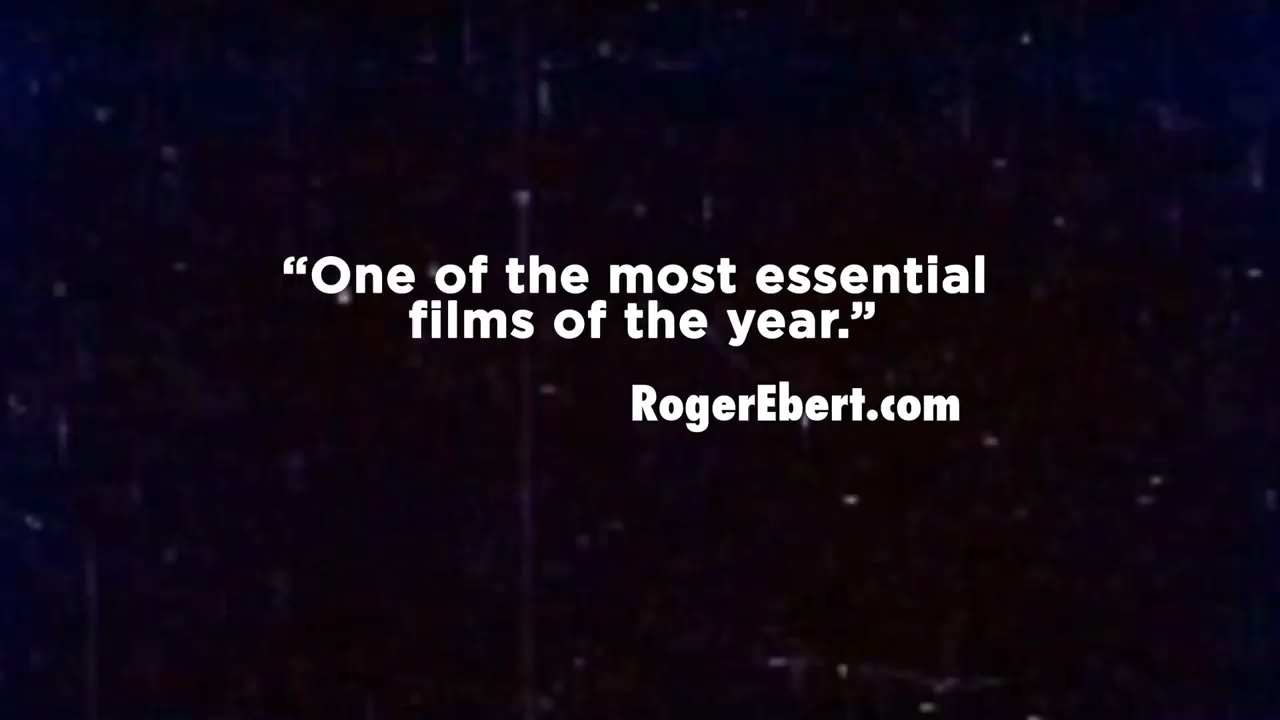 “One of the most essential
films of the year.”
RogerEbert.com